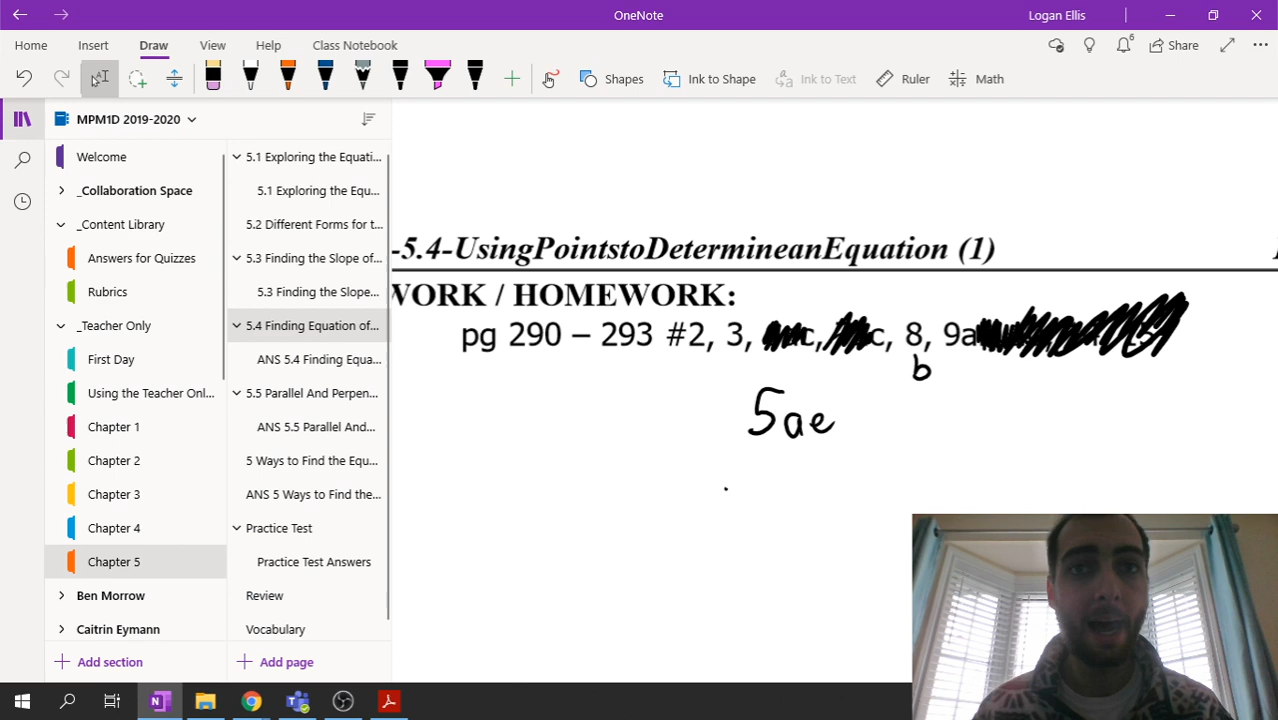 OneNote
Logan Ellis
Home Insert Draw View Help Class Notebook
6 Share
Shapes Ink to Shape Ink to Text Ruler Math
MPM1D 2019-2020
Welcome
_Collaboration Space
_Content Library
Answers for Quizzes
Rubrics
_Teacher Only
First Day
Using the Teacher Onl...
Chapter 1
Chapter 2
Chapter 3
Chapter 4
Chapter 5
Ben Morrow
Caitrin Eymann
Add section
5.1 Exploring the Equati...
5.1 Exploring the Equ...
5.2 Different Forms for t...
5.3 Finding the Slope of...
5.3 Finding the Slope...
5.4 Finding Equation of...
ANS 5.4 Finding Equa...
5.5 Parallel And Perpen...
ANS 5.5 Parallel And...
5 Ways to Find the Equ...
ANS 5 Ways to Find the...
Practice Test
Practice Test Answers
Review
Vocabulary
Add page
-5.4-UsingPointstoDetermineanEquation (1)
WORK / HOMEWORK:
pg 290 – 293 #2, 3, c, c, 8, 9a
b
5ae